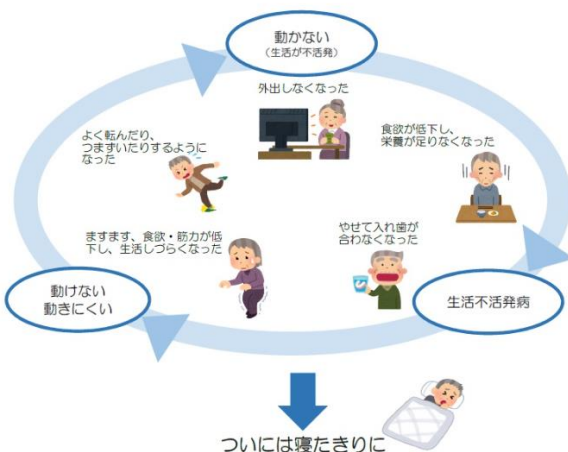 動かない
（生活が不活発）
外出しなくなった
食欲が低下し、
栄養が足りなくなった
生活不活発病
やせて入れ歯が
合わなくなった
ますます、食欲・筋力が低
下し、生活しづらくなった
動けない
動きにくい
よく転んだり、
つまずいたりするように
なった
ついには寝たきりに